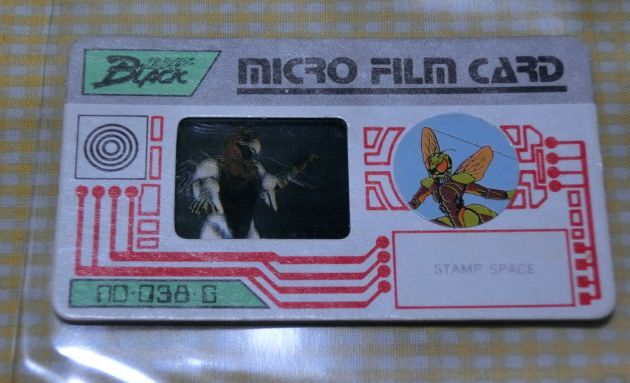 BLACK
MICRO FILM CARD
STAMP SPACE
NO-038-G